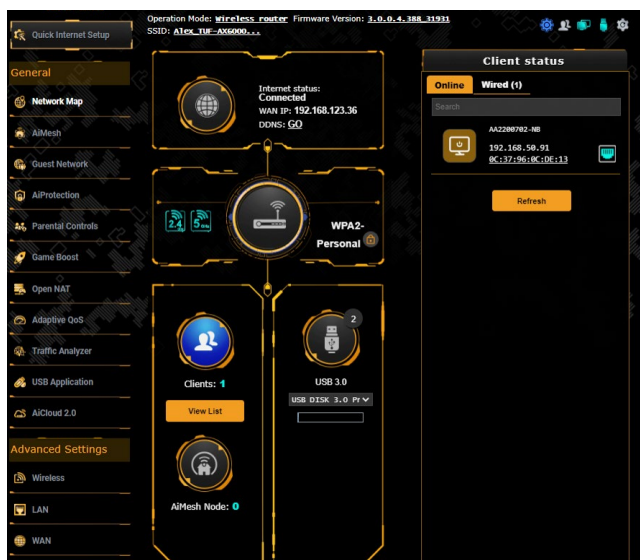 Operation Mode: Wireless router Firmware Version: 3.0.0.4.388_31931
SSID: Alex_TUF-AX6000...
Quick Internet Setup
General
Network Map
AiMesh
Guest Network
AiProtection
Parental Controls
Game Boost
Open NAT
Adaptive QoS
Traffic Analyzer
USB Application
AiCloud 2.0
Advanced Settings
Wireless
LAN
WAN
Internet status:
Connected
WAN IP: 192.168.123.36
DDNS: GO
2.4
5
WPA2-
Personal
Clients: 1
View List
AiMesh Node: 0
2
USB 3.0
USB DISK 3.0 Pr
Client status
Online Wired (1)
Search
AA2200702-NB
192.168.50.91
0C:37:96:0C:DE:13
Refresh